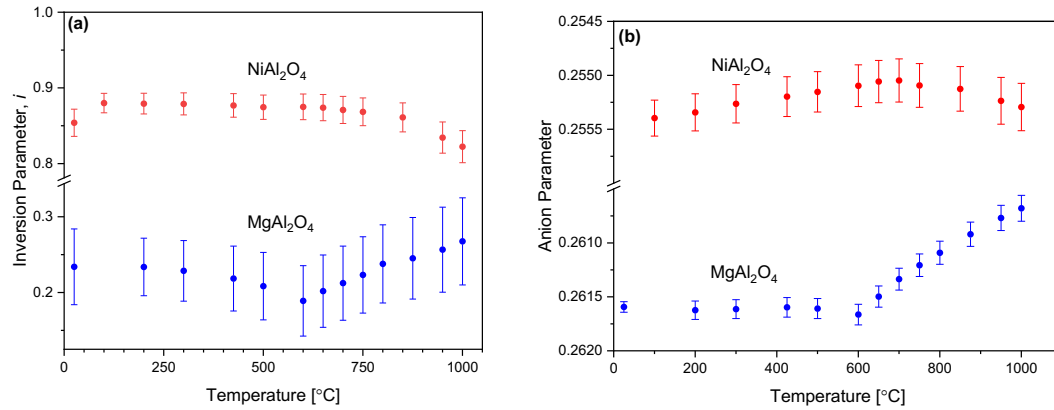 (a)
NiAl₂O₄
MgAl₂O₄
Inversion Parameter, i
1.0
0.9
0.8
0.3
0.2
0
250
500
750
1000
Temperature [°C]
(b)
NiAl₂O₄
MgAl₂O₄
Anion Parameter
0.2545
0.2550
0.2555
0.2610
0.2615
0.2620
0
200
400
600
800
1000
Temperature [°C]